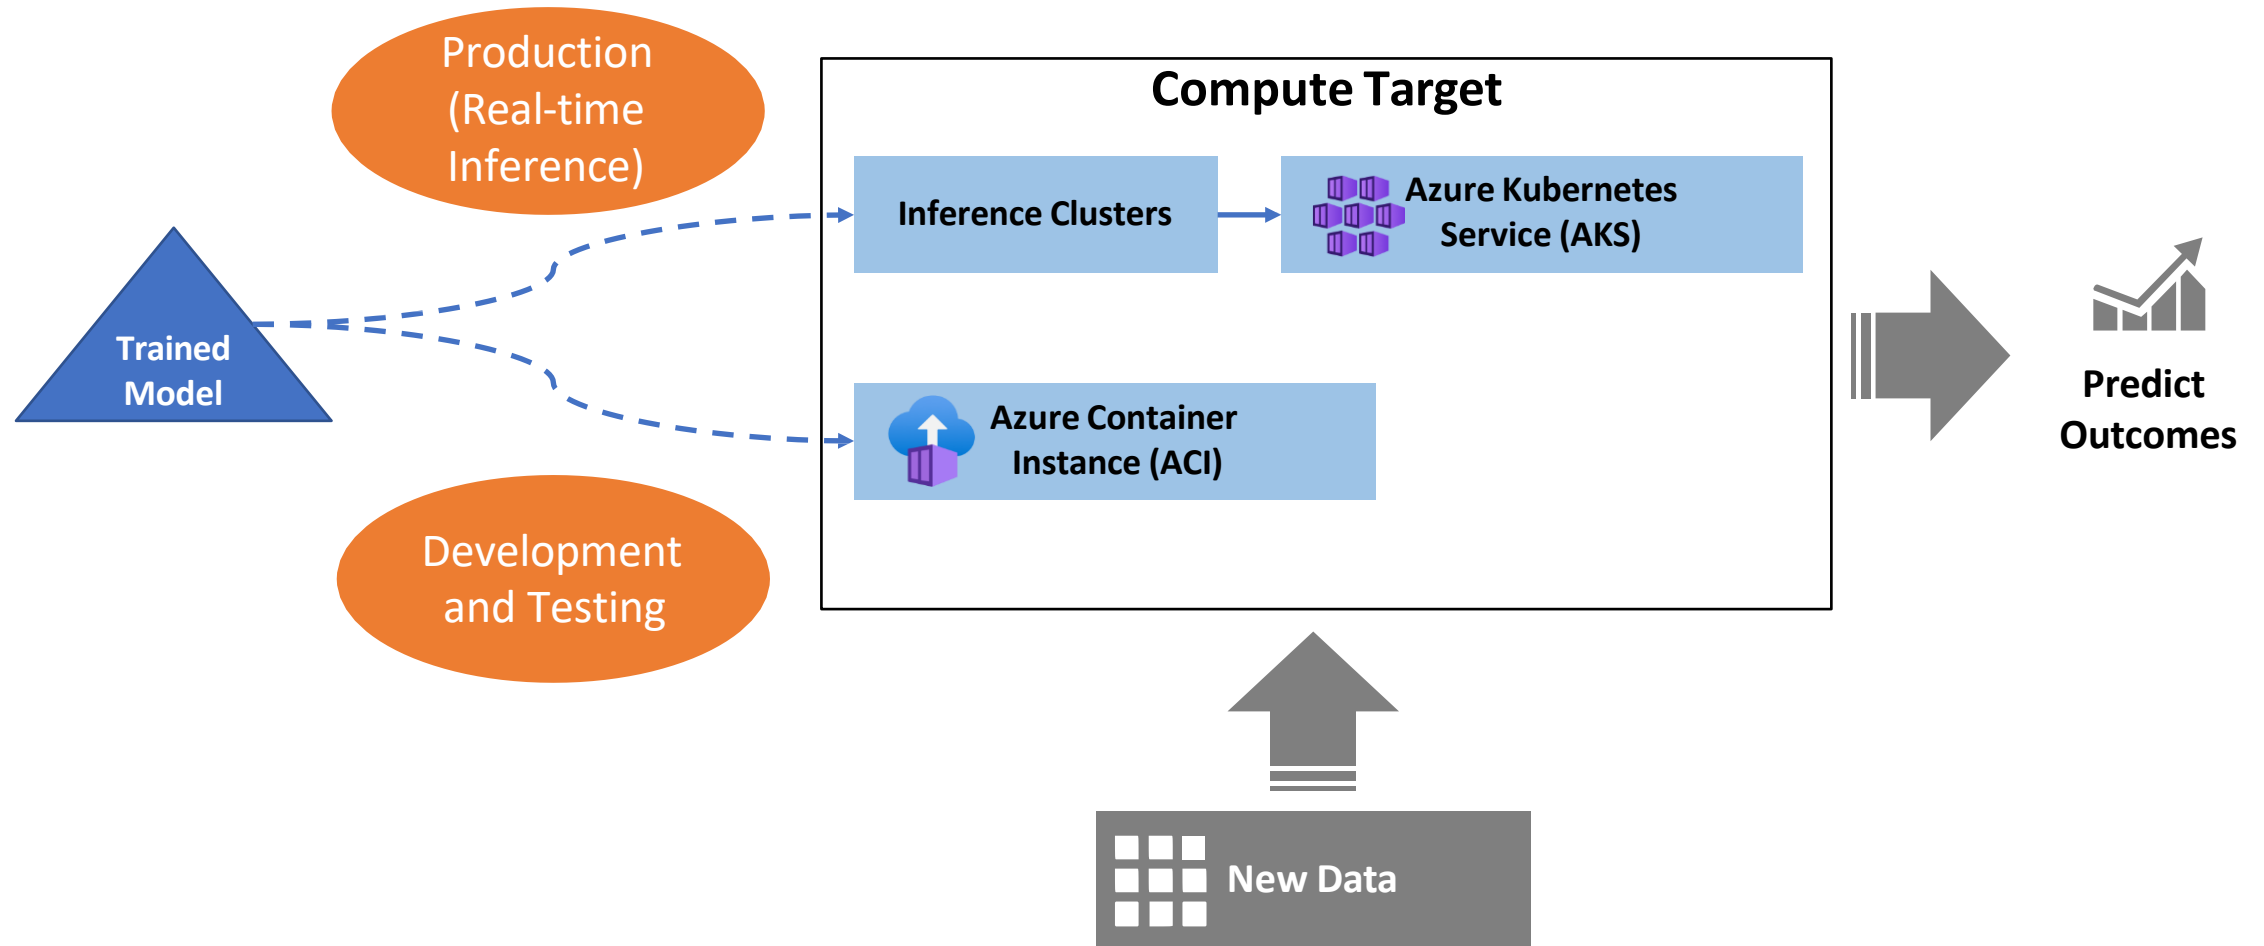 Production
(Real-time
Inference)
Compute Target
Inference Clusters
Azure Kubernetes
Service (AKS)
Trained
Model
Azure Container
Instance (ACI)
Predict
Outcomes
Development
and Testing
New Data